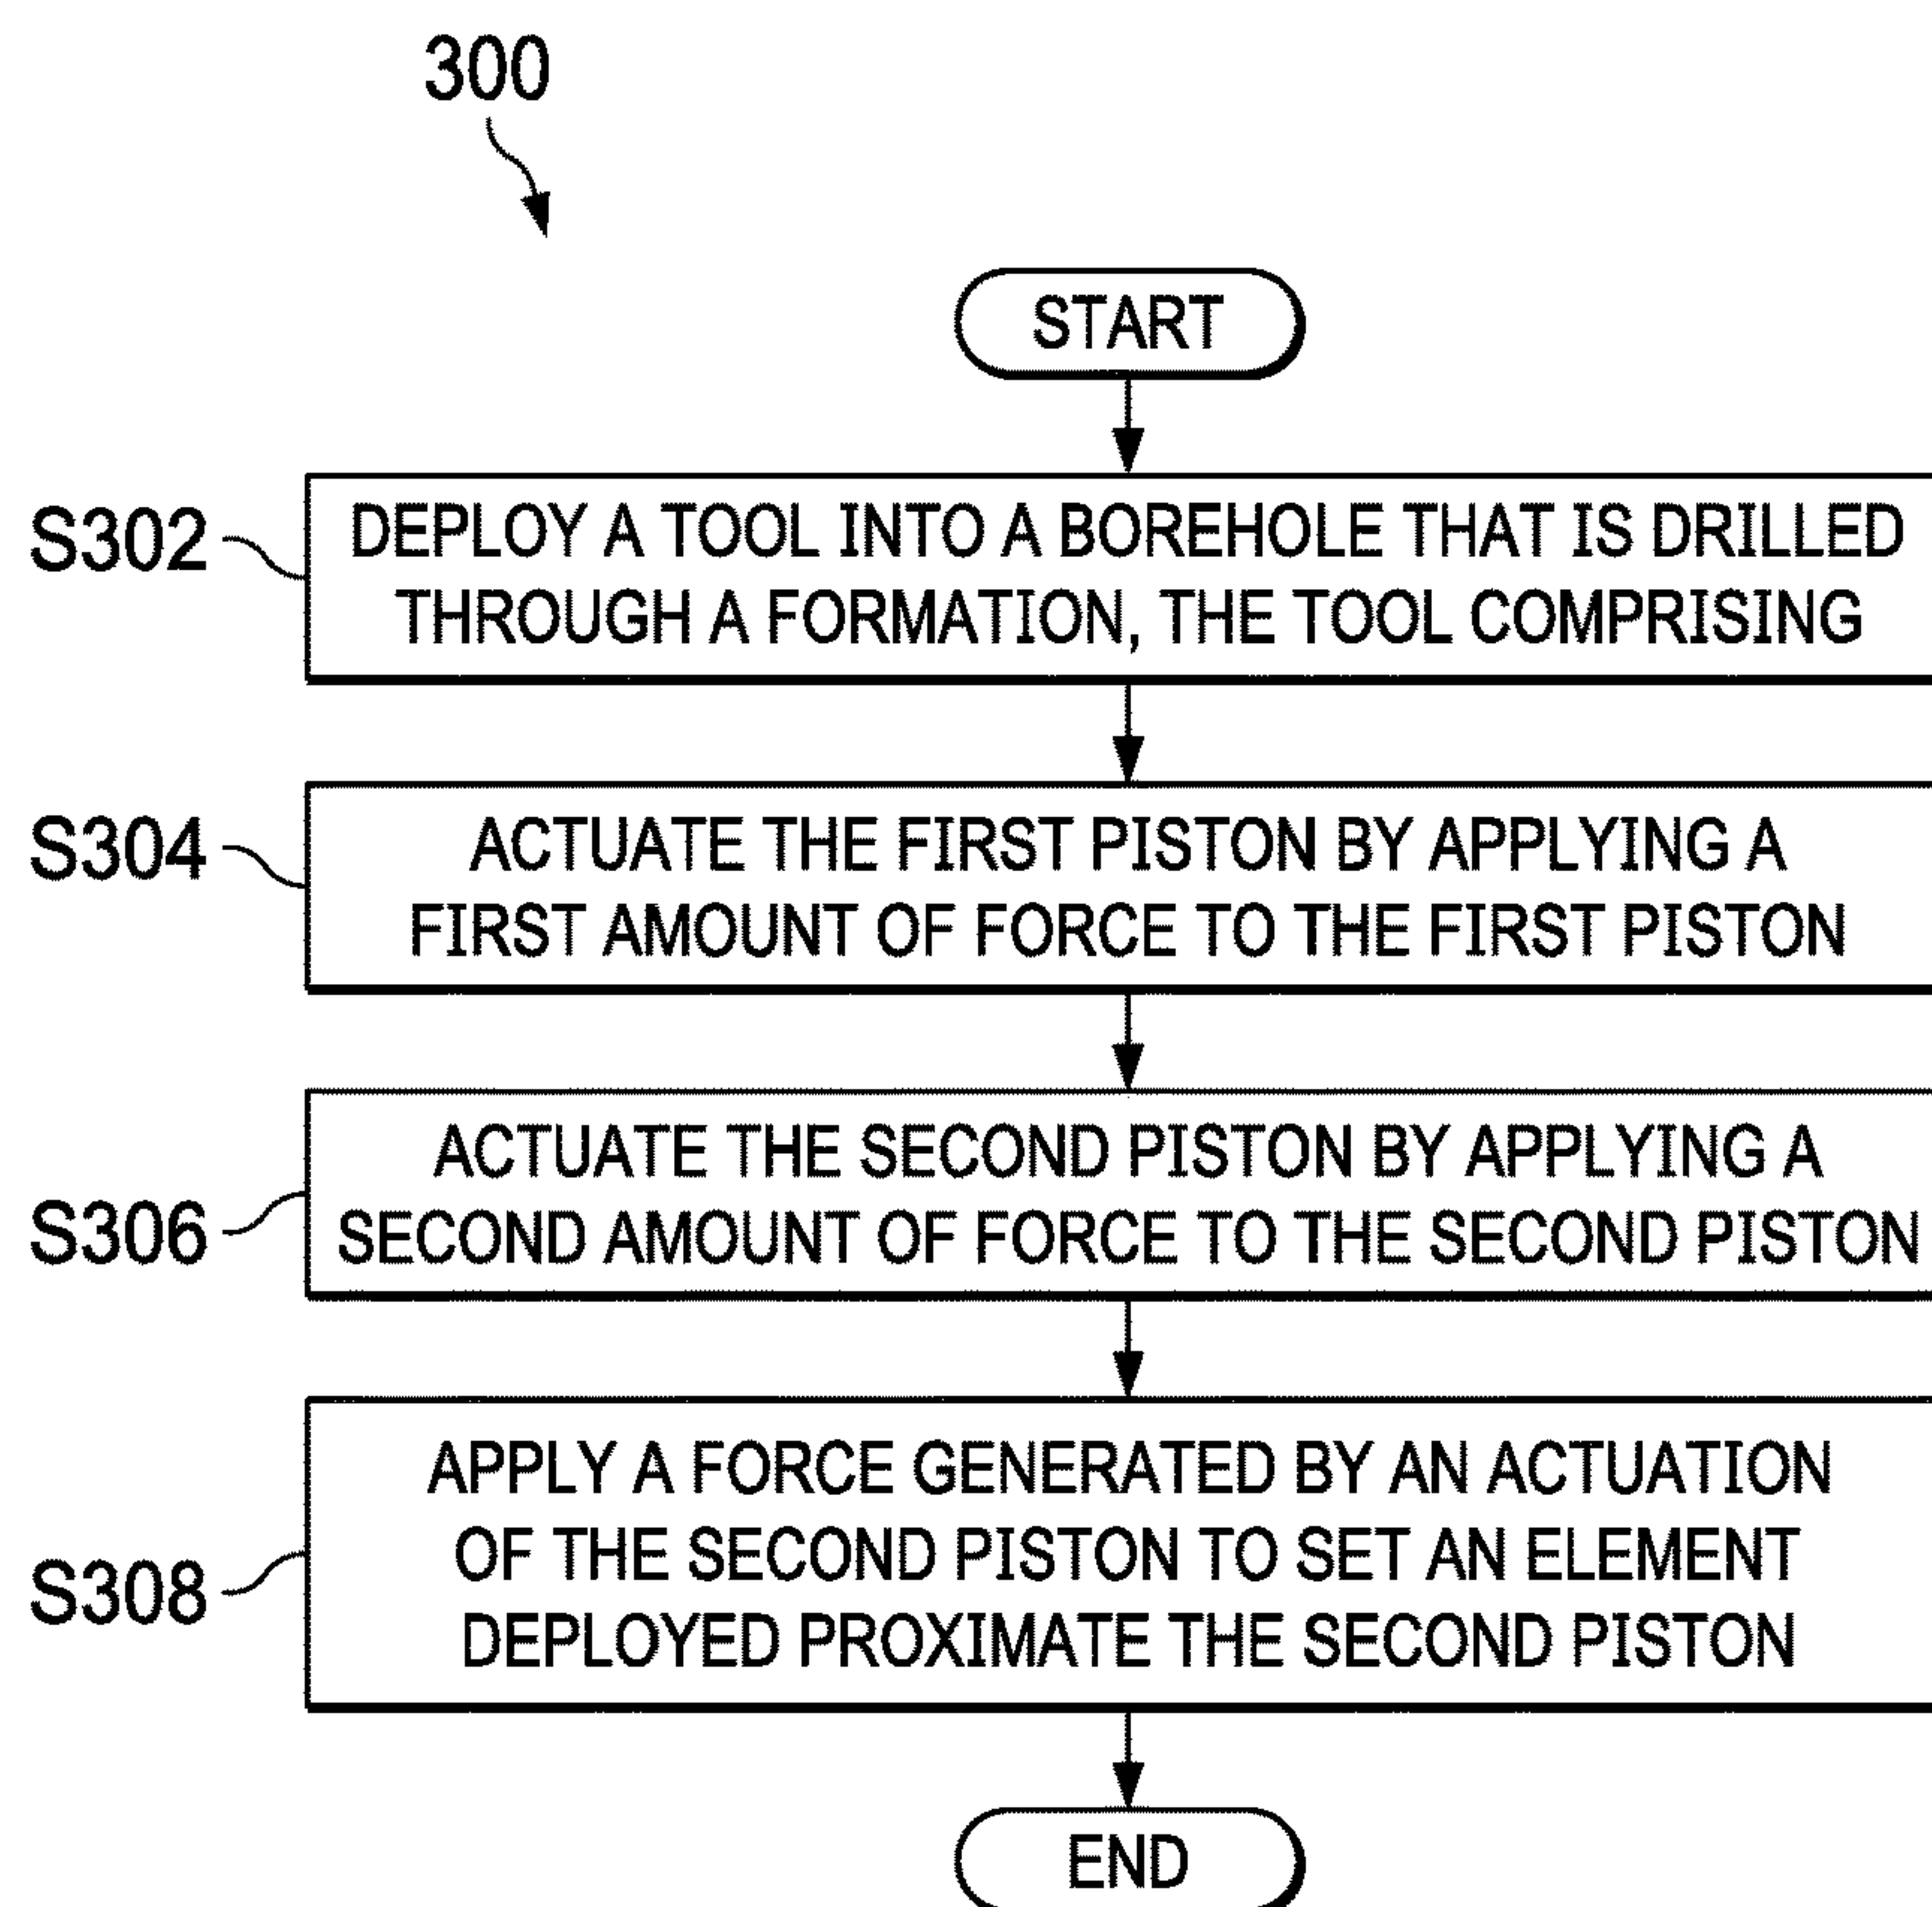 300
START
S302
DEPLOY A TOOL INTO A BOREHOLE THAT IS DRILLED
THROUGH A FORMATION, THE TOOL COMPRISING
S304
ACTUATE THE FIRST PISTON BY APPLYING A
FIRST AMOUNT OF FORCE TO THE FIRST PISTON
S306
ACTUATE THE SECOND PISTON BY APPLYING A
SECOND AMOUNT OF FORCE TO THE SECOND PISTON
S308
APPLY A FORCE GENERATED BY AN ACTUATION
OF THE SECOND PISTON TO SET AN ELEMENT
DEPLOYED PROXIMATE THE SECOND PISTON
END